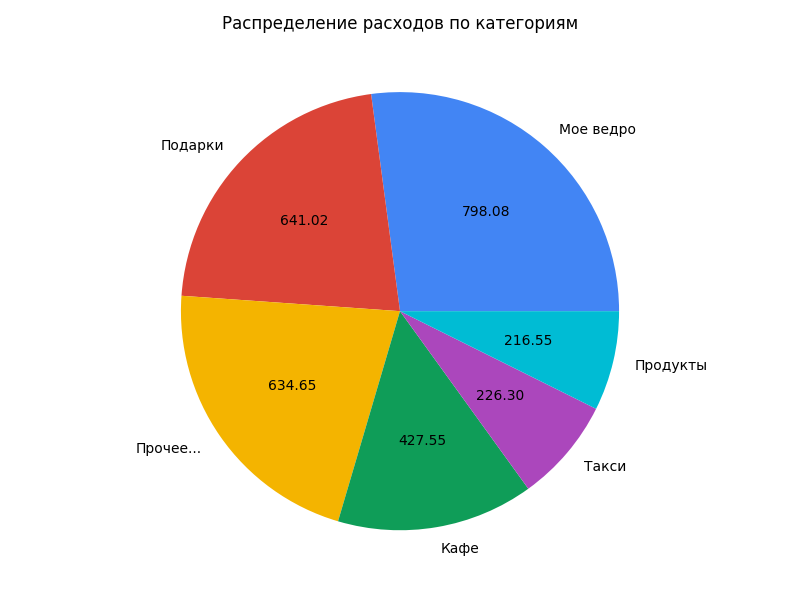 Распределение расходов по категориям
Мое ведро
Подарки
798.08
641.02
216.55
Продукты
634.65
226.30
427.55
Прочее...
Такси
Кафе